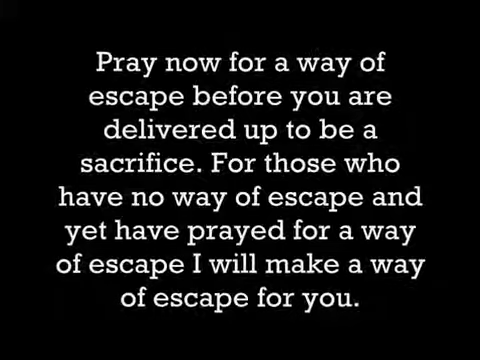 Pray now for a way of
escape before you are
delivered up to be a
sacrifice. For those who
have no way of escape and
yet have prayed for a way
of escape I will make a way
of escape for you.